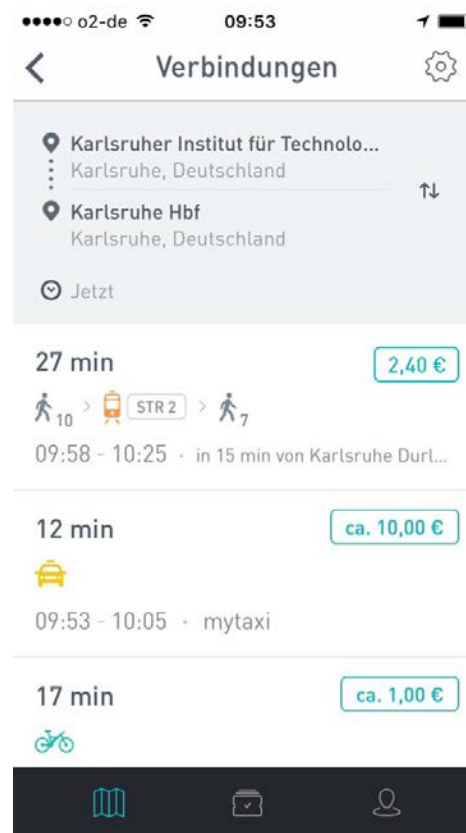 o2-de 09:53
Verbindungen
Karlsruher Institut für Technolo...
Karlsruhe, Deutschland
Karlsruhe Hbf
Karlsruhe, Deutschland
Jetzt
27 min 2,40 €
10 > STR 2 > 7
09:58 - 10:25 · in 15 min von Karlsruhe Durl...
12 min ca. 10,00 €
09:53 - 10:05 · mytaxi
17 min ca. 1,00 €